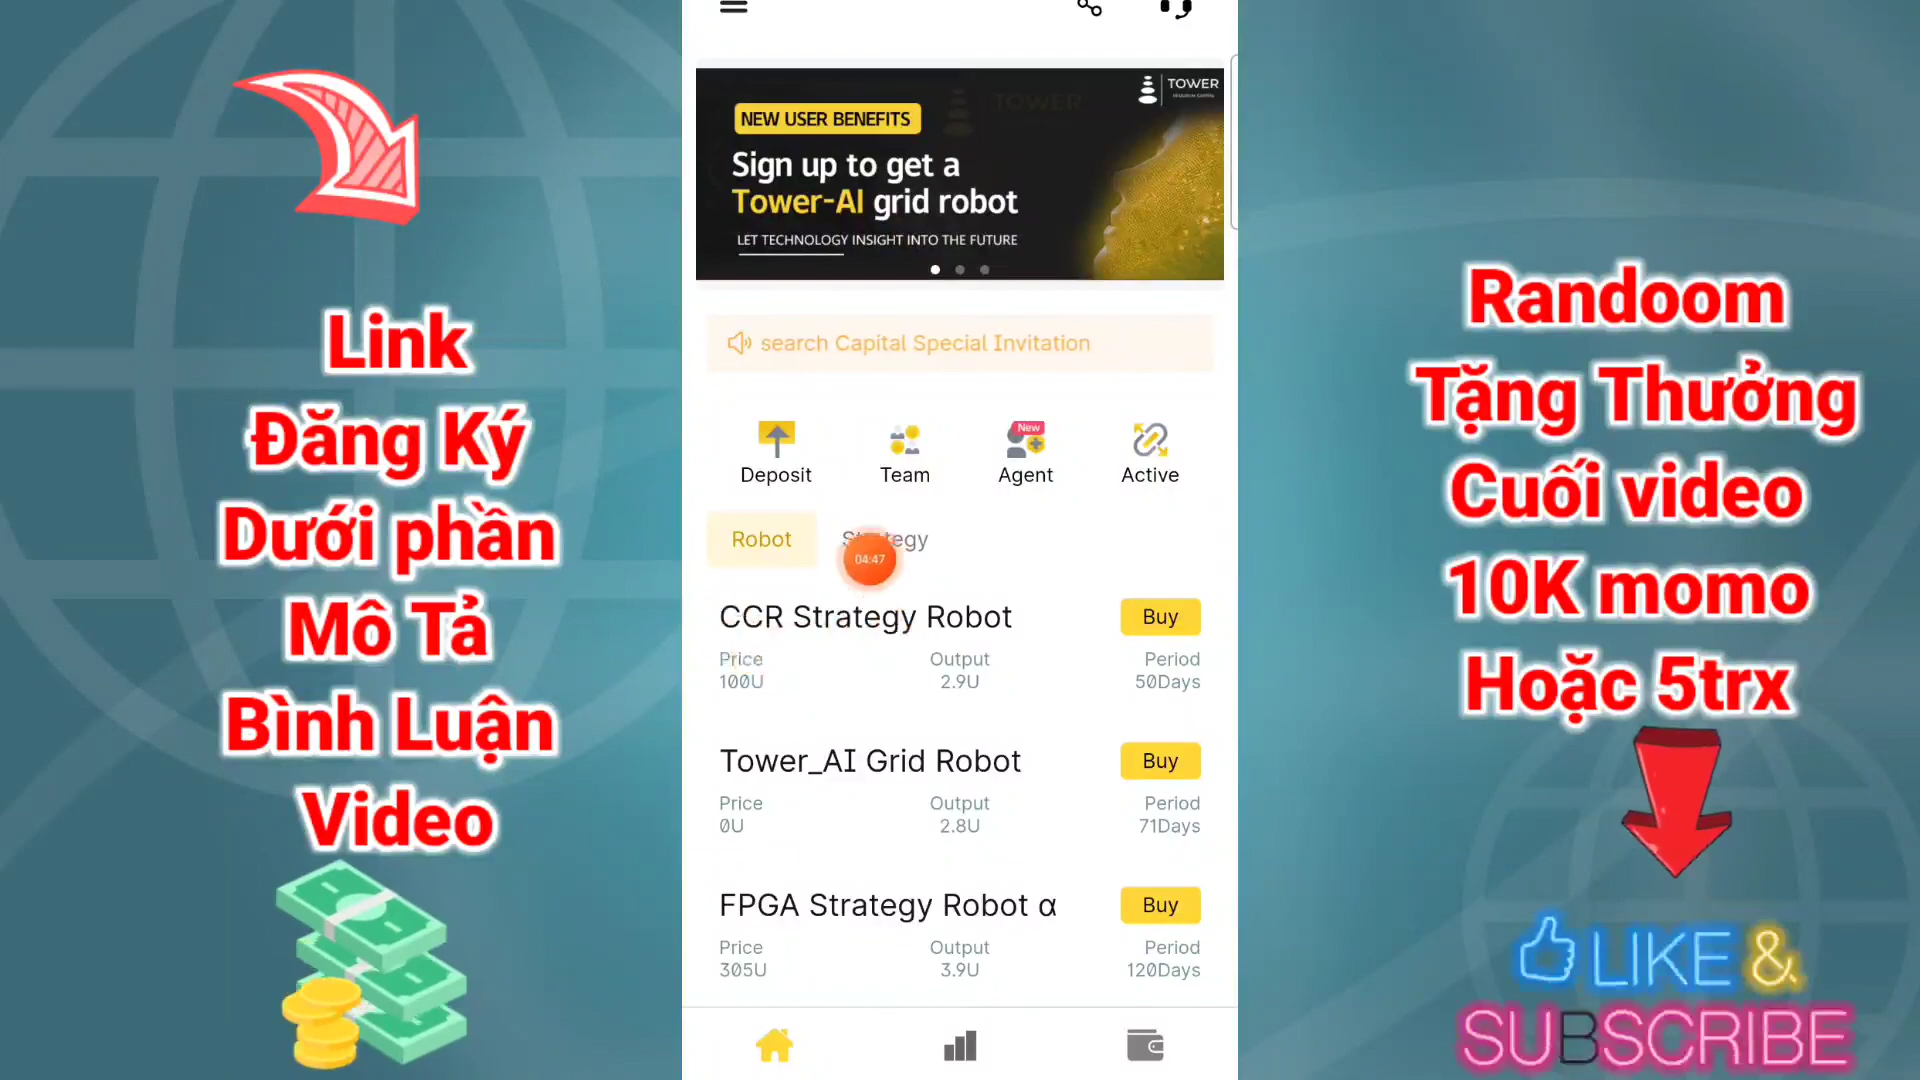 Link
Đăng Ký
Dưới phần
Mô Tả
Bình Luận
Video
TOWER
NEW USER BENEFITS
Sign up to get a
Tower-AI grid robot
LET TECHNOLOGY INSIGHT INTO THE FUTURE
TOWER
search Capital Special Invitation
Deposit Team New Agent Active
Robot
04:47
CCR Strategy Robot Buy
Price Output Period
100U 2.9U 50Days
Tower_AI Grid Robot Buy
Price Output Period
0U 2.8U 71Days
FPGA Strategy Robot α Buy
Price Output Period
305U 3.9U 120Days
Randoom
Tặng Thưởng
Cuối video
10K momo
Hoặc 5trx
LIKE &
SUBSCRIBE